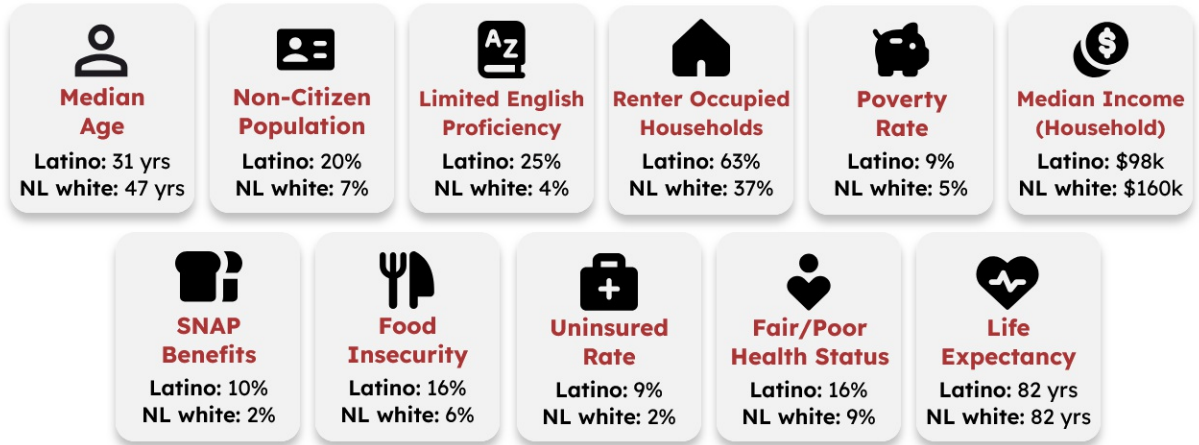 A Z
$
Median
Age
Latino: 31 yrs
NL white: 47 yrs
Non-Citizen
Population
Latino: 20%
NL white: 7%
Limited English
Proficiency
Latino: 25%
NL white: 4%
Renter Occupied
Households
Latino: 63%
NL white: 37%
Poverty
Rate
Latino: 9%
NL white: 5%
Median Income
(Household)
Latino: $98k
NL white: $160k
SNAP
Benefits
Latino: 10%
NL white: 2%
Food
Insecurity
Latino: 16%
NL white: 6%
Uninsured
Rate
Latino: 9%
NL white: 2%
Fair/Poor
Health Status
Latino: 16%
NL white: 9%
Life
Expectancy
Latino: 82 yrs
NL white: 82 yrs